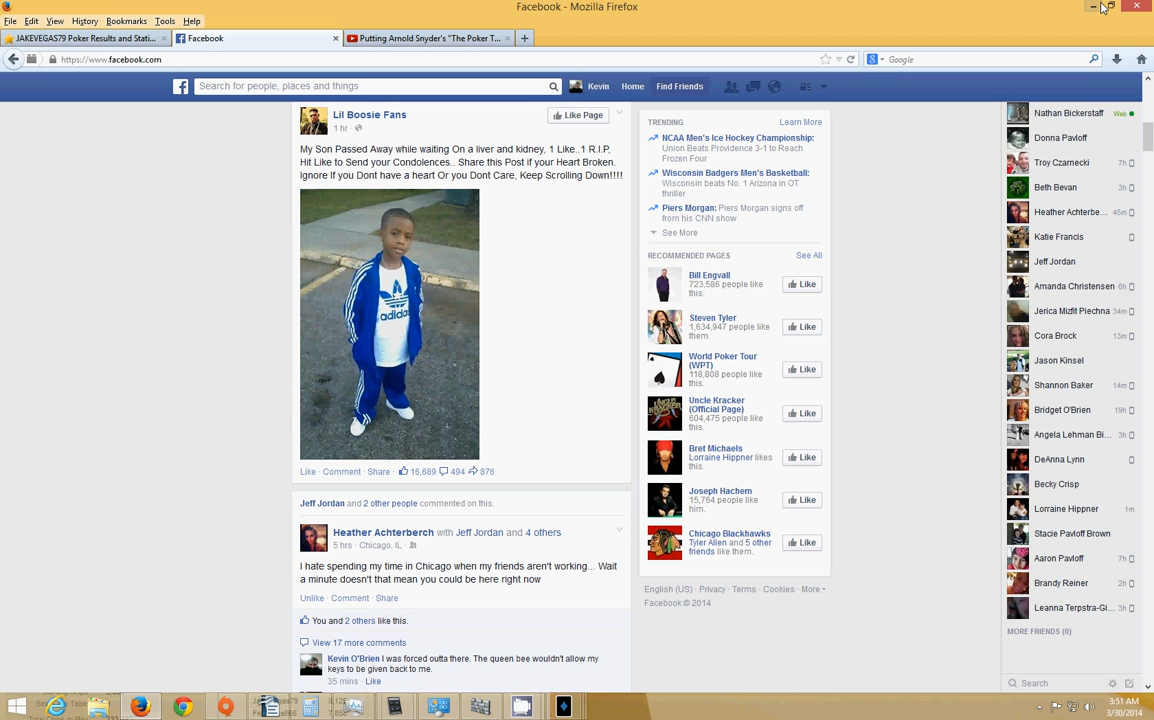 Facebook - Mozilla Firefox
File Edit View History Bookmarks Tools Help
JAKEVEGAS79 Poker Results and Stati... × Facebook × Putting Arnold Snyder's "The Poker T... × +
https://www.facebook.com
Google
Search for people, places and things
Kevin Home Find Friends
Lil Boosie Fans
1 hr ·
Like Page
My Son Passed Away while waiting On a liver and kidney, 1 Like..1 R.I.P,
Hit Like to Send your Condolences.. Share this Post if your Heart Broken.
Ignore If you Dont have a heart Or you Dont Care, Keep Scrolling Down!!!!
adidas
Like · Comment · Share · 16,689 494 876
Jeff Jordan and 2 other people commented on this.
Heather Achterberch with Jeff Jordan and 4 others
5 hrs · Chicago, IL ·
I hate spending my time in Chicago when my friends aren't working... Wait
a minute doesn't that mean you could be here right now
Unlike · Comment · Share
You and 2 others like this.
View 17 more comments
Kevin O'Brien I was forced outta there. The queen bee wouldn't allow my
keys to be given back to me.
35 mins · Like
TRENDING Learn More
NCAA Men's Ice Hockey Championship:
Union Beats Providence 3-1 to Reach
Frozen Four
Wisconsin Badgers Men's Basketball:
Wisconsin beats No. 1 Arizona in OT
thriller
Piers Morgan: Piers Morgan signs off
from his CNN show
See More
RECOMMENDED PAGES See All
Bill Engvall
723,586 people like
this.
Like
Steven Tyler
1,634,947 people like
them.
Like
World Poker Tour
(WPT)
118,808 people like
this.
Like
Uncle Kracker
(Official Page)
604,475 people like
this.
Like
Bret Michaels
Lorraine Hippner likes
this.
Like
Joseph Hachem
15,764 people like
him.
Like
Chicago Blackhawks
Tyler Allen and 5 other
friends like them.
Like
English (US) · Privacy · Terms · Cookies · More
Facebook © 2014
Nathan Bickerstaff Web
Donna Pavloff
Troy Czarnecki 7h
Beth Bevan 3h
Heather Achterbe... 45m
Katie Francis
Jeff Jordan
Amanda Christensen 6h
Jerica Mizfit Piechna 34m
Cora Brock 13m
Jason Kinsel
Shannon Baker 14m
Bridget O'Brien 19h
Angela Lehman Bi... 3h
DeAnna Lynn
Becky Crisp
Lorraine Hippner 1m
Stacie Pavloff Brown
Aaron Pavloff 7h
Brandy Reiner 2h
Leanna Terpstra-Gi... 3h
MORE FRIENDS (0)
Search
3:51 AM
3/30/2014